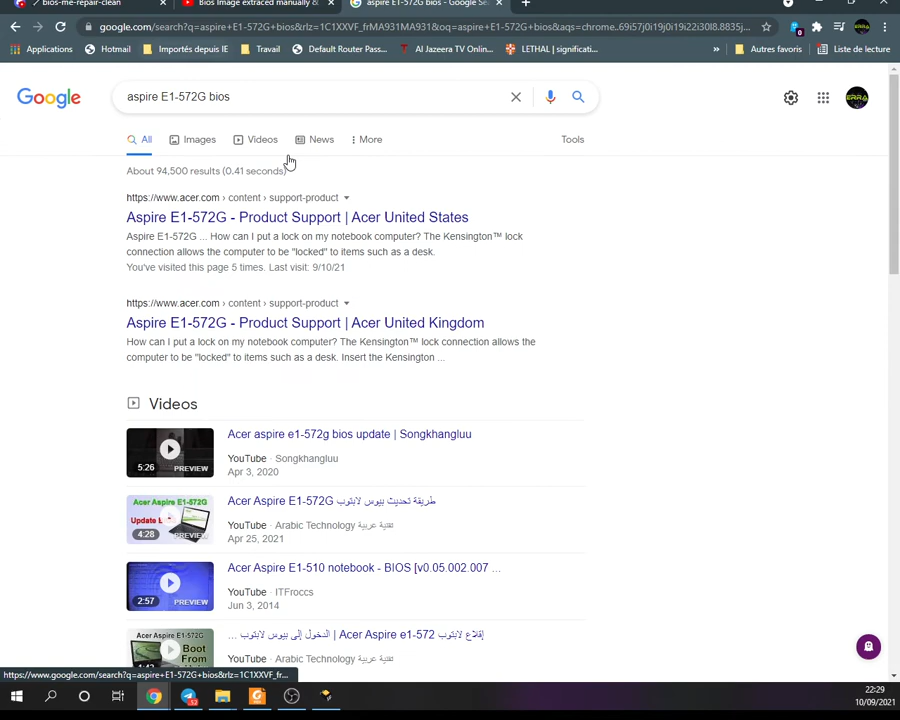 bios-me-repair-clean
Bios Image extraced manually &
aspire E1-572G bios - Google Se
google.com/search?q=aspire+E1-572G+bios&rlz=1C1XXVF_frMA931MA931&oq=aspire+E1-572G+bios&aqs=chrome..69i57j0i19j0i19i22i30l8.8835j...
Applications
Hotmail
Importés depuis IE
Travail
Default Router Pass...
Al Jazeera TV Onlin...
LETHAL | significati...
»
Autres favoris
Liste de lecture
Google
aspire E1-572G bios
All
Images
Videos
News
More
Tools
About 94,500 results (0.41 seconds)
https://www.acer.com › content › support-product
Aspire E1-572G - Product Support | Acer United States
Aspire E1-572G ... How can I put a lock on my notebook computer? The Kensington™ lock
connection allows the computer to be "locked" to items such as a desk.
You've visited this page 5 times. Last visit: 9/10/21
https://www.acer.com › content › support-product
Aspire E1-572G - Product Support | Acer United Kingdom
How can I put a lock on my notebook computer? The Kensington™ lock connection allows the
computer to be "locked" to items such as a desk. Insert the Kensington ...
Videos
5:26
PREVIEW
Acer aspire e1-572g bios update | Songkhangluu
YouTube · Songkhangluu
Apr 3, 2020
Acer Aspire E1-572G
Update B
4:28
PREVIEW
Acer Aspire E1-572G طريقة تحديث بيوس لابتوب
YouTube · Arabic Technology تقنية عربية
Apr 25, 2021
2:57
PREVIEW
Acer Aspire E1-510 notebook - BIOS [v0.05.002.007 ...
YouTube · ITFroccs
Jun 3, 2014
Acer Aspire E1-572G
Boot
From
1:43
PREVIEW
إقلاع لابتوب Acer Aspire e1-572 | الدخول إلى بيوس لابتوب ...
YouTube · Arabic Technology تقنية عربية
https://www.google.com/search?q=aspire+E1-572G+bios&rlz=1C1XXVF_fr...
22:29
10/09/2021